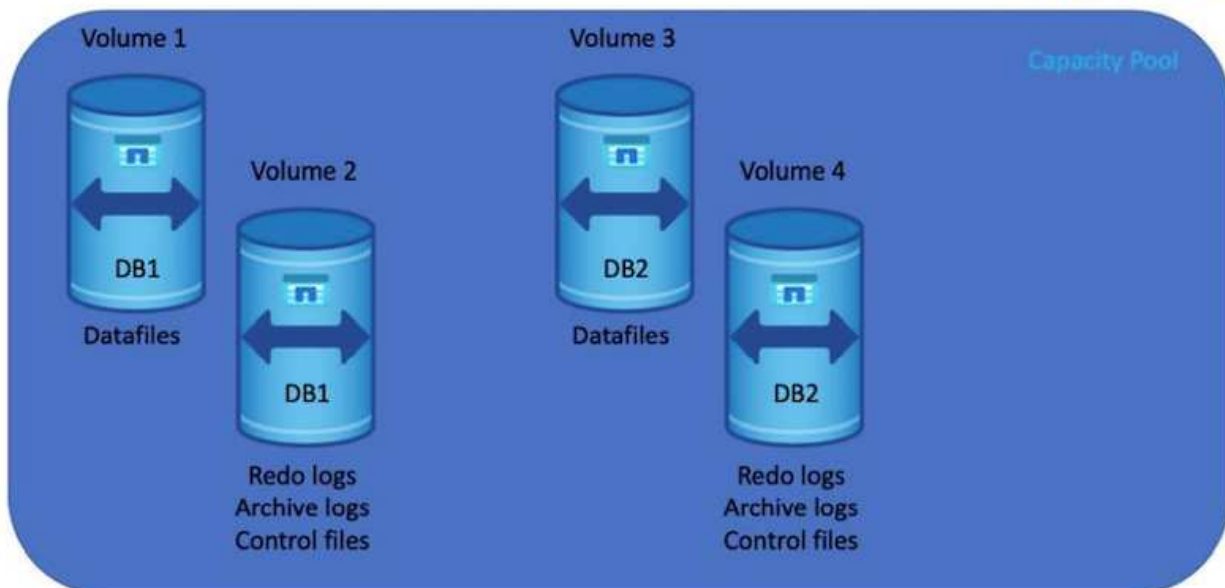 Volume 1
Volume 3
Capacity Pool
Volume 2
Volume 4
DB1
DB2
Datafiles
Datafiles
DB1
DB2
Redo logs
Archive logs
Control files
Redo logs
Archive logs
Control files